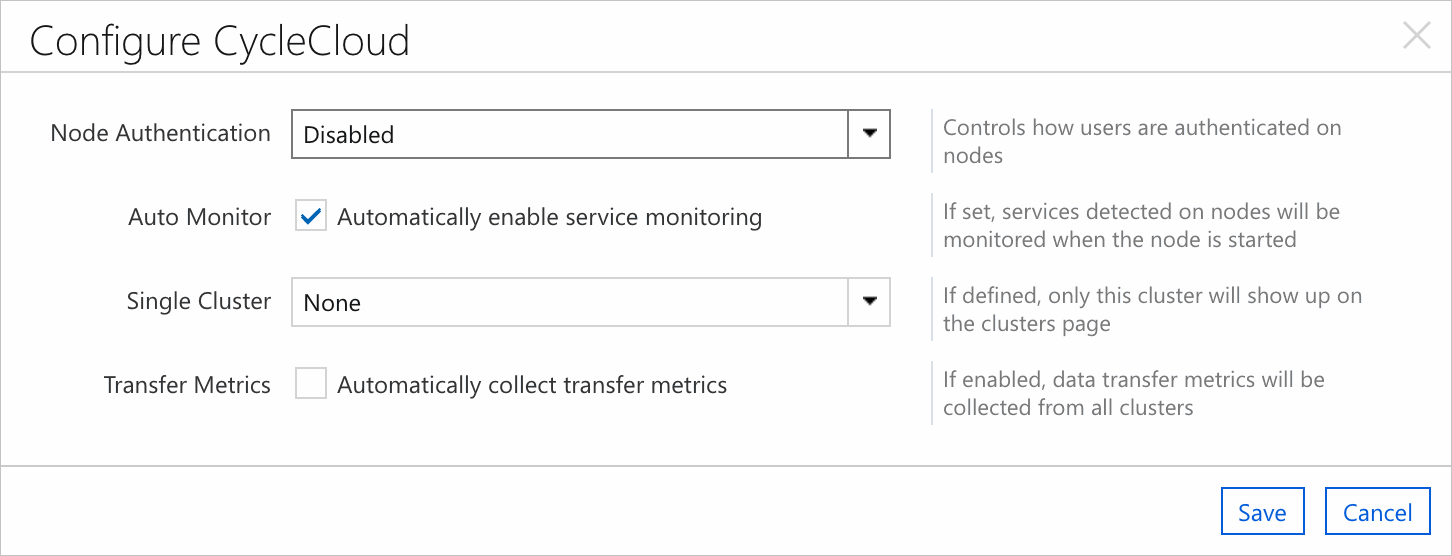 Configure CycleCloud
Node Authentication
Disabled
Controls how users are authenticated on
nodes
Auto Monitor
Automatically enable service monitoring
If set, services detected on nodes will be
monitored when the node is started
Single Cluster
None
If defined, only this cluster will show up on
the clusters page
Transfer Metrics
Automatically collect transfer metrics
If enabled, data transfer metrics will be
collected from all clusters
Save
Cancel